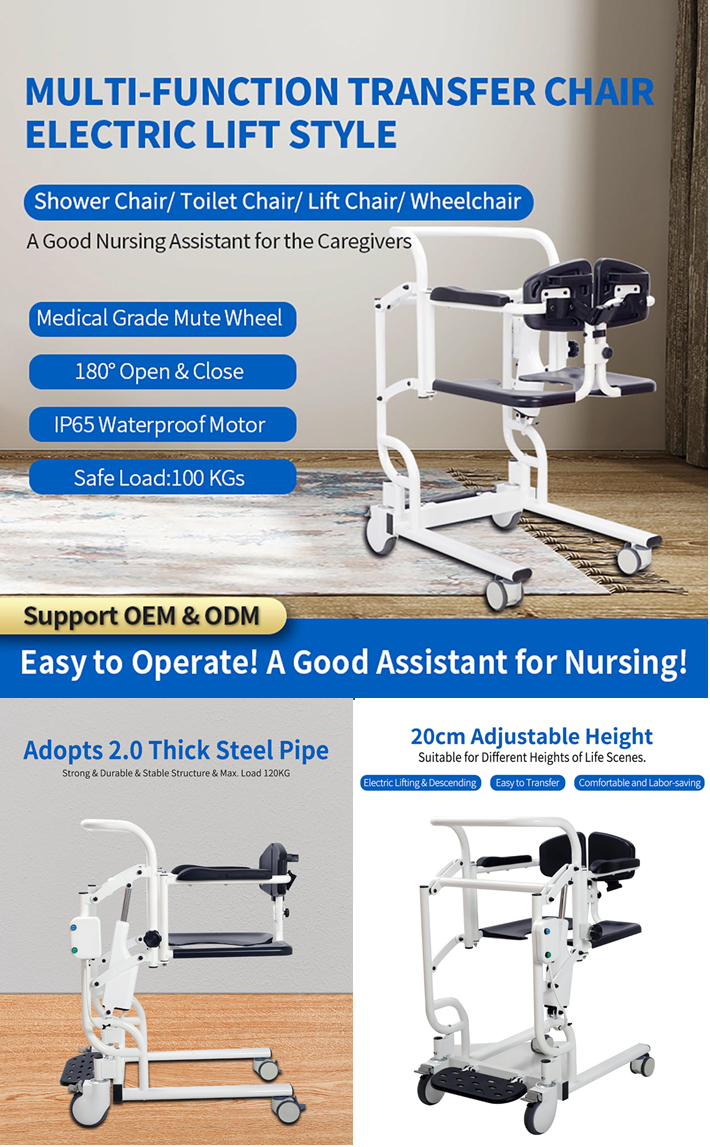 MULTI-FUNCTION TRANSFER CHAIR
ELECTRIC LIFT STYLE
Shower Chair/ Toilet Chair/ Lift Chair/ Wheelchair
A Good Nursing Assistant for the Caregivers
Medical Grade Mute Wheel
180° Open & Close
IP65 Waterproof Motor
Safe Load:100 KGs
Support OEM & ODM
Easy to Operate! A Good Assistant for Nursing!
Adopts 2.0 Thick Steel Pipe
Strong & Durable & Stable Structure & Max. Load 120KG
20cm Adjustable Height
Suitable for Different Heights of Life Scenes.
Electric Lifting & Descending
Easy to Transfer
Comfortable and Labor-saving